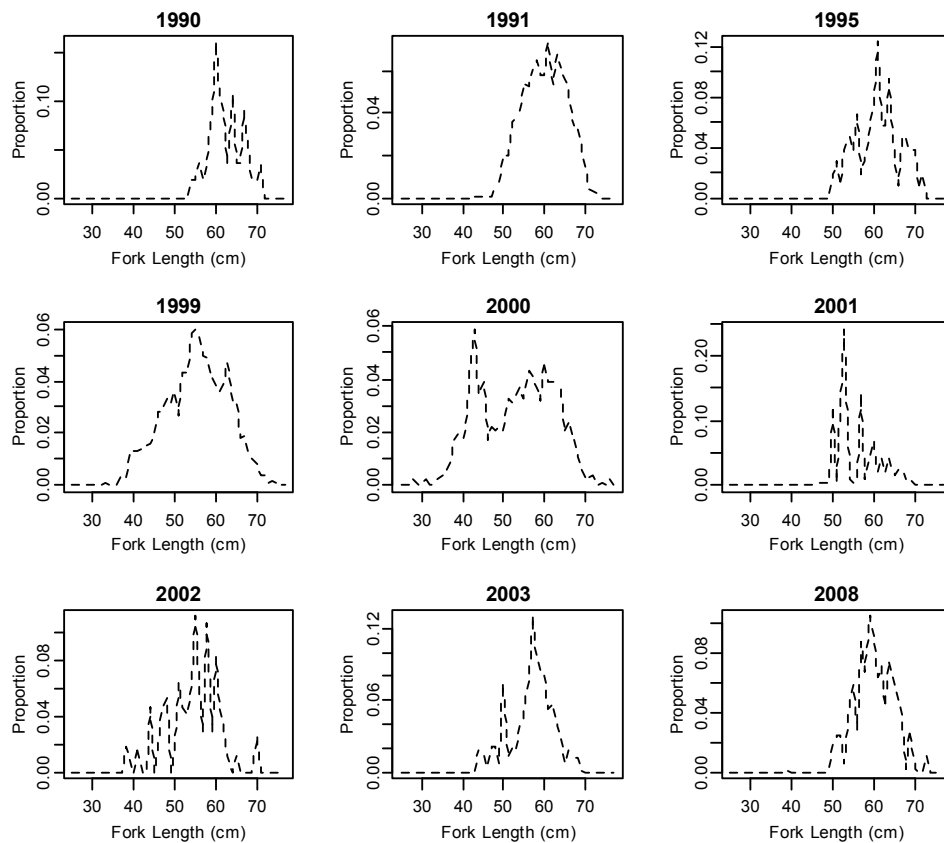 1990
1991
1995
Proportion
0.00 0.10
30 40 50 60 70
Fork Length (cm)
Proportion
0.00 0.04
30 40 50 60 70
Fork Length (cm)
Proportion
0.00 0.04 0.08 0.12
30 40 50 60 70
Fork Length (cm)
1999
2000
2001
Proportion
0.00 0.02 0.04 0.06
30 40 50 60 70
Fork Length (cm)
Proportion
0.00 0.02 0.04 0.06
30 40 50 60 70
Fork Length (cm)
Proportion
0.00 0.10 0.20
30 40 50 60 70
Fork Length (cm)
2002
2003
2008
Proportion
0.00 0.04 0.08
30 40 50 60 70
Fork Length (cm)
Proportion
0.00 0.06 0.12
30 40 50 60 70
Fork Length (cm)
Proportion
0.00 0.04 0.08
30 40 50 60 70
Fork Length (cm)